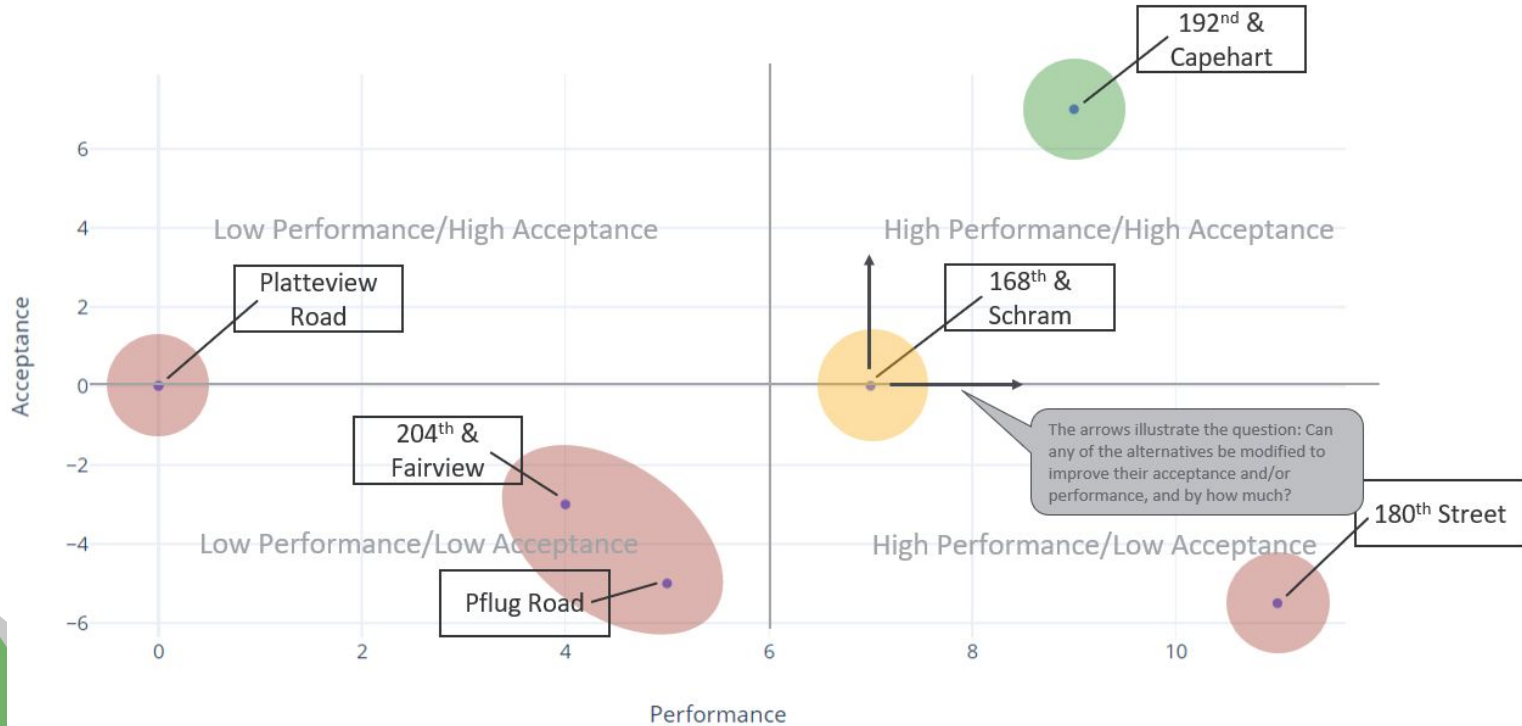 192nd &
Capehart
6
4
Low Performance/High Acceptance
High Performance/High Acceptance
Platteview
Road
168th &
Schram
2
Acceptance
0
The arrows illustrate the question: Can
any of the alternatives be modified to
improve their acceptance and/or
performance, and by how much?
204th &
Fairview
−2
180th Street
−4
Low Performance/Low Acceptance
High Performance/Low Acceptance
Pflug Road
−6
0
2
4
6
8
10
Performance